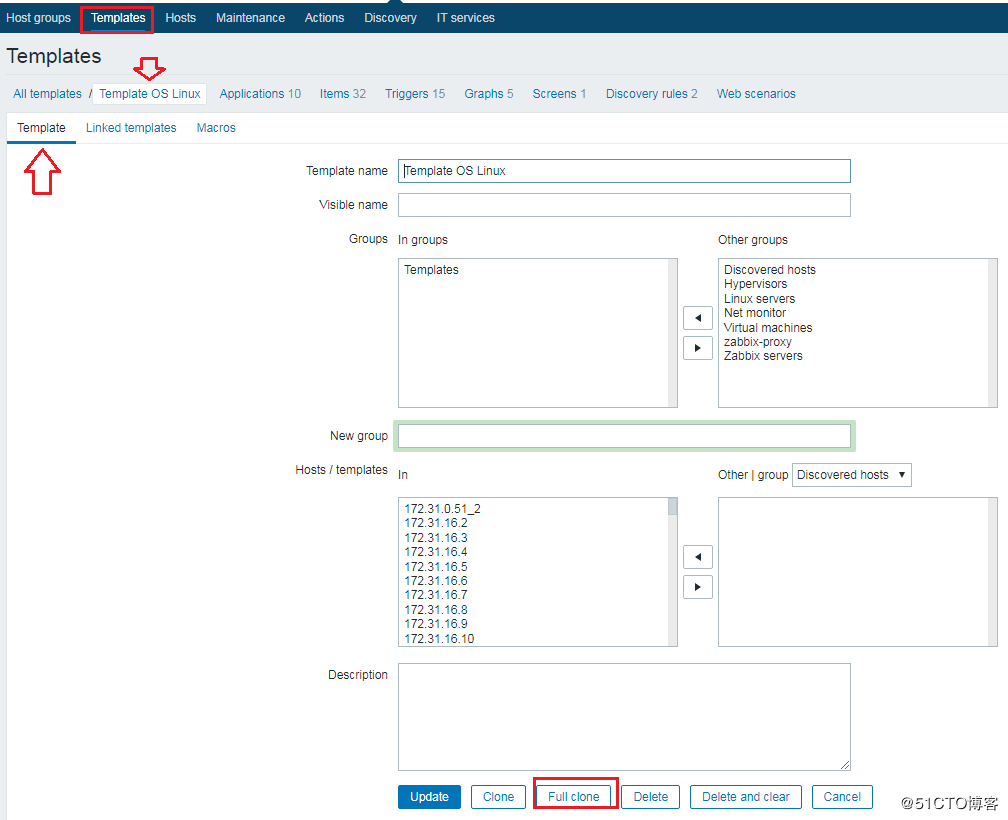 Host groups Templates Hosts Maintenance Actions Discovery IT services
Templates
All templates / Template OS Linux Applications 10 Items 32 Triggers 15 Graphs 5 Screens 1 Discovery rules 2 Web scenarios
Template Linked templates Macros
Template name Template OS Linux
Visible name
Groups In groups Other groups
Templates
Discovered hosts
Hypervisors
Linux servers
Net monitor
Virtual machines
zabbix-proxy
Zabbix servers
New group
Hosts / templates In Other | group Discovered hosts
172.31.0.51_2
172.31.16.2
172.31.16.3
172.31.16.4
172.31.16.5
172.31.16.6
172.31.16.7
172.31.16.8
172.31.16.9
172.31.16.10
Description
Update Clone Full clone Delete Delete and clear Cancel
@51CTO博客